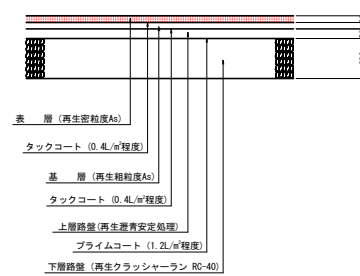 表　　層 (再生密粒度As)
タックコート (0.4L/㎡程度)
基　　層 (再生粗粒度As)
タックコート (0.4L/㎡程度)
上層路盤(再生瀝青安定処理)
プライムコート (1.2L/㎡程度)
下層路盤 (再生クラッシャーラン RC-40)